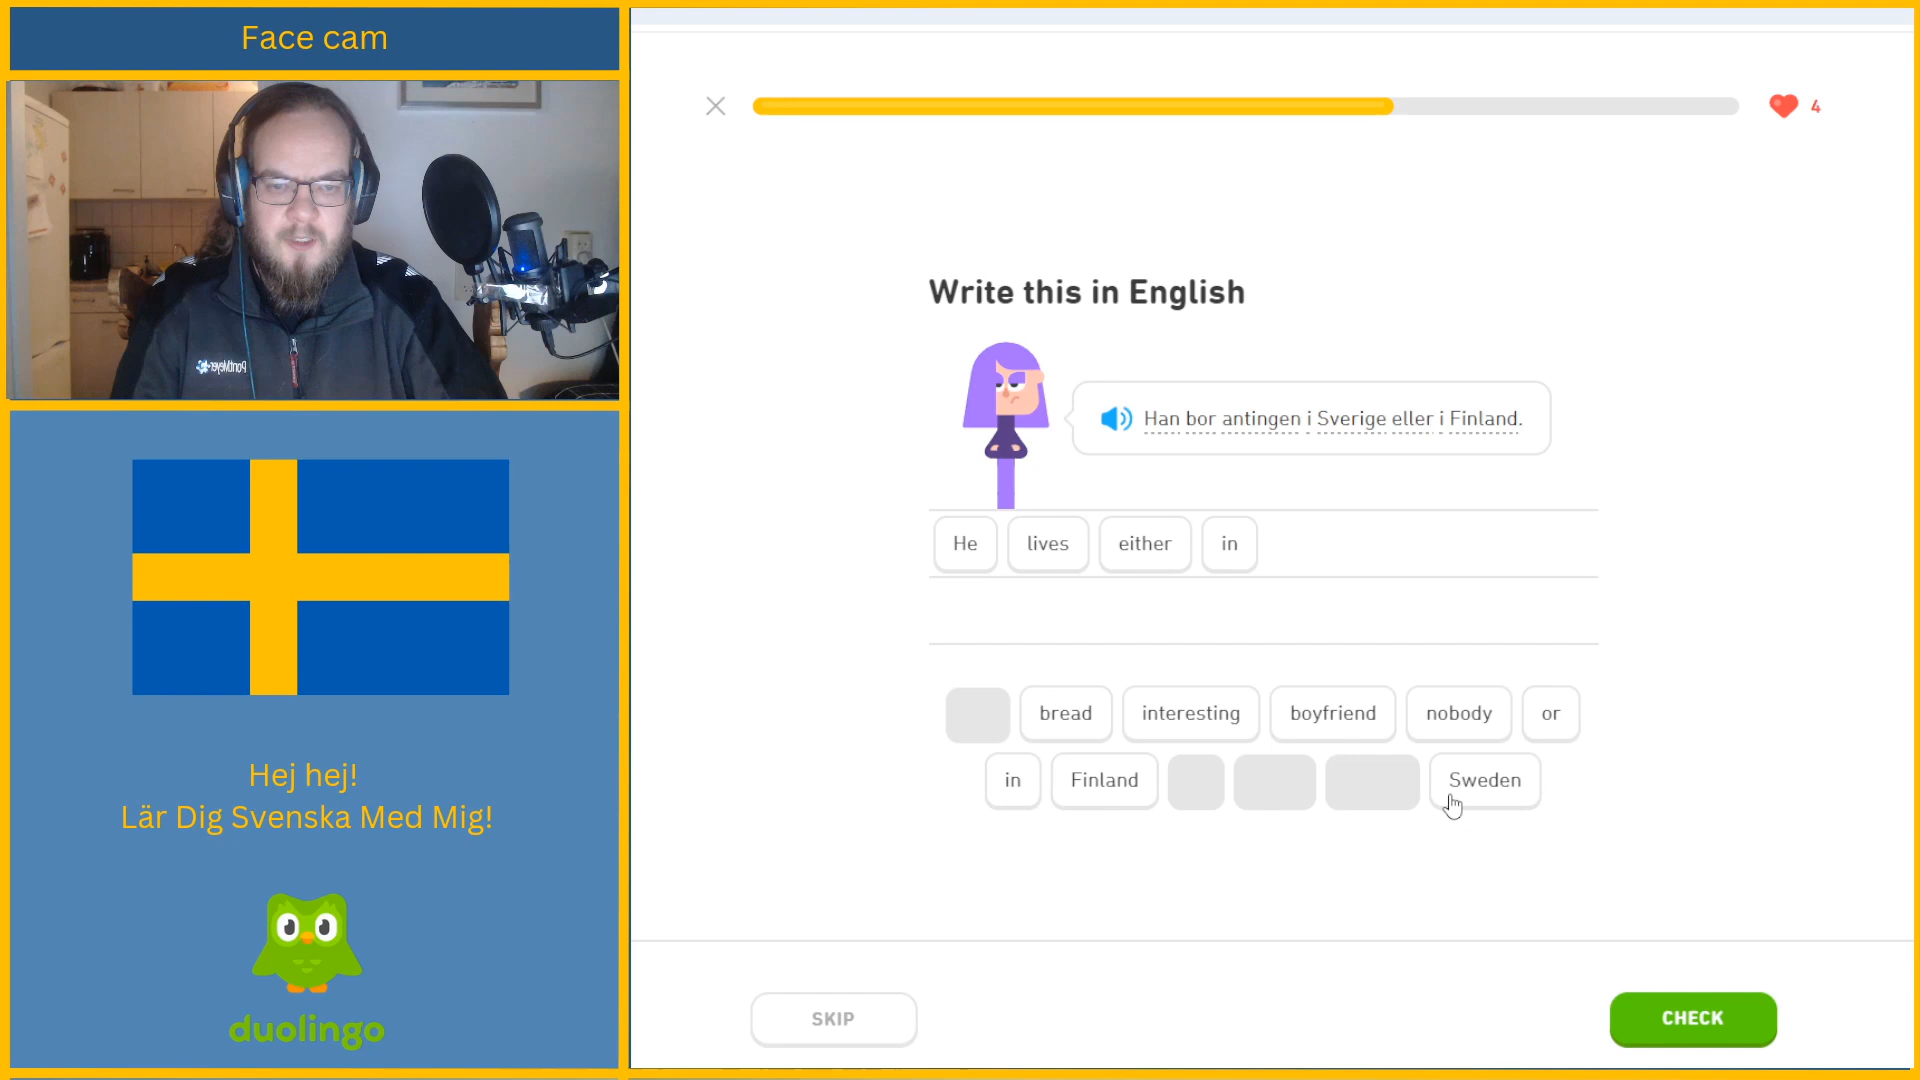 Face cam
4
Write this in English
Han bor antingen i Sverige eller i Finland.
He lives either in
bread interesting boyfriend nobody or
in Finland Sweden
Hej hej!
Lär Dig Svenska Med Mig!
duolingo
SKIP
CHECK
PontMeyer